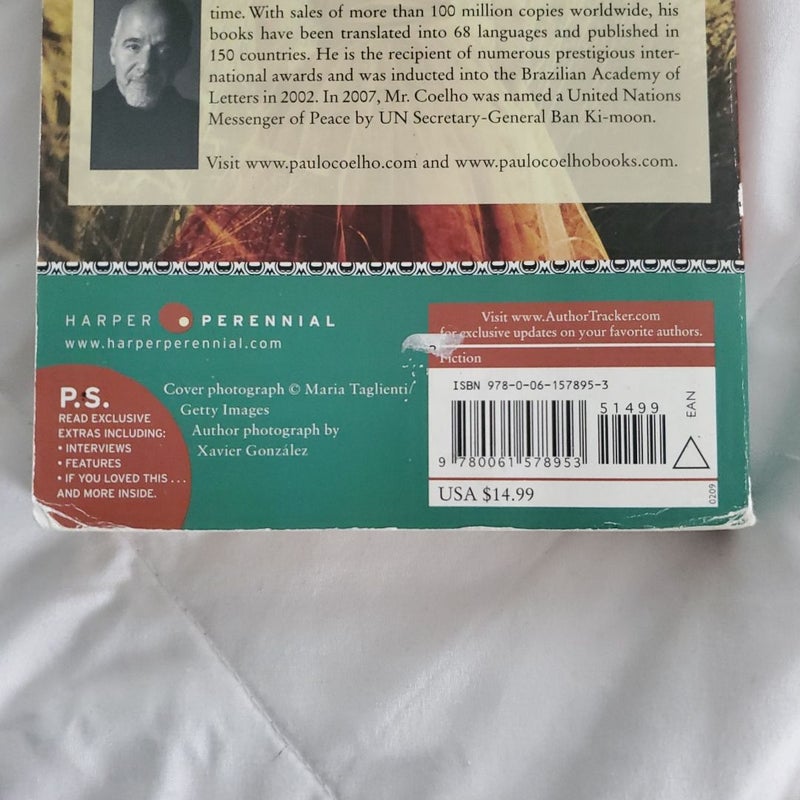 time. With sales of more than 100 million copies worldwide, his
books have been translated into 68 languages and published in
150 countries. He is the recipient of numerous prestigious inter-
national awards and was inducted into the Brazilian Academy of
Letters in 2002. In 2007, Mr. Coelho was named a United Nations
Messenger of Peace by UN Secretary-General Ban Ki-moon.
Visit www.paulocoelho.com and www.paulocoelhobooks.com.
HARPER PERENNIAL
www.harperperennial.com
P.S.
READ EXCLUSIVE
EXTRAS INCLUDING:
• INTERVIEWS
• FEATURES
• IF YOU LOVED THIS . . .
AND MORE INSIDE.
Cover photograph © Maria Taglienti/
Getty Images
Author photograph by
Xavier González
Visit www.AuthorTracker.com
for exclusive updates on your favorite authors.
Fiction
ISBN 978-0-06-157895-3
51499
EAN
9 780061 578953
USA $14.99
0209